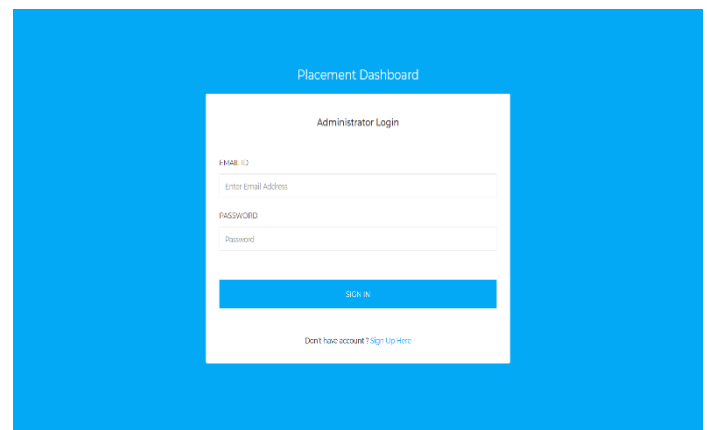 Placement Dashboard
Administrator Login
EMAIL ID
Enter Email Address
PASSWORD
Password
SIGN IN
Don't have account ? Sign Up Here